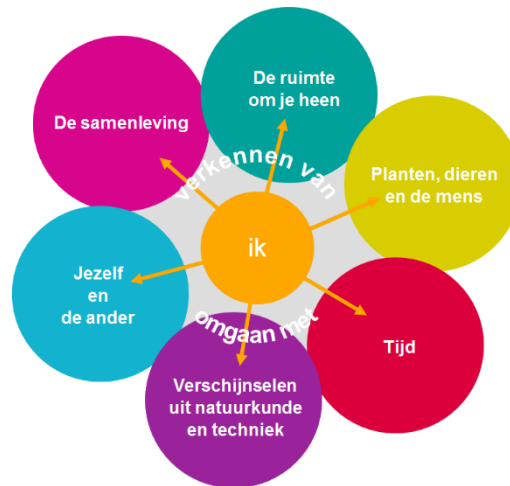 De ruimte
om je heen
De samenleving
verkennen van
Planten, dieren
en de mens
ik
Jezelf
en
de ander
omgaan met
Tijd
Verschijnselen
uit natuurkunde
en techniek